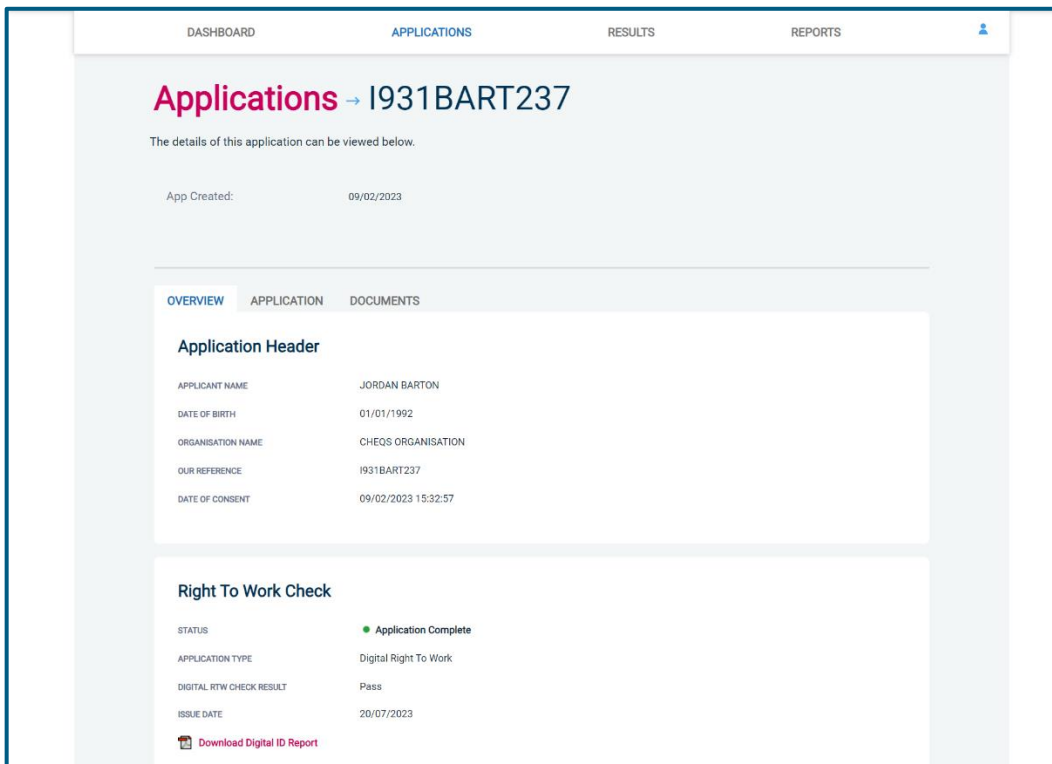 DASHBOARD APPLICATIONS RESULTS REPORTS
Applications → I931BART237
The details of this application can be viewed below.
App Created: 09/02/2023
OVERVIEW APPLICATION DOCUMENTS
Application Header
APPLICANT NAME JORDAN BARTON
DATE OF BIRTH 01/01/1992
ORGANISATION NAME CHEQS ORGANISATION
OUR REFERENCE I931BART237
DATE OF CONSENT 09/02/2023 15:32:57
Right To Work Check
STATUS Application Complete
APPLICATION TYPE Digital Right To Work
DIGITAL RTW CHECK RESULT Pass
ISSUE DATE 20/07/2023
Download Digital ID Report